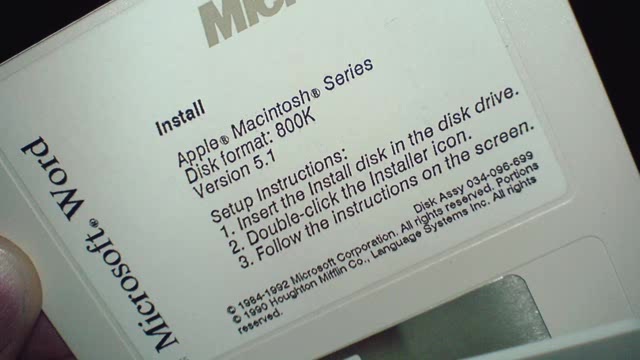 Install
Apple® Macintosh® Series
Disk format: 800K
Version 5.1
Setup Instructions:
1. Insert the Install disk in the disk drive.
2. Double-click the Installer icon.
3. Follow the instructions on the screen.
Disk Assy 034-096-699
© 1984-1992 Microsoft Corporation. All rights reserved. Portions
© 1990 Houghton Mifflin Co., Language Systems Inc. All rights
reserved.
Microsoft® Word